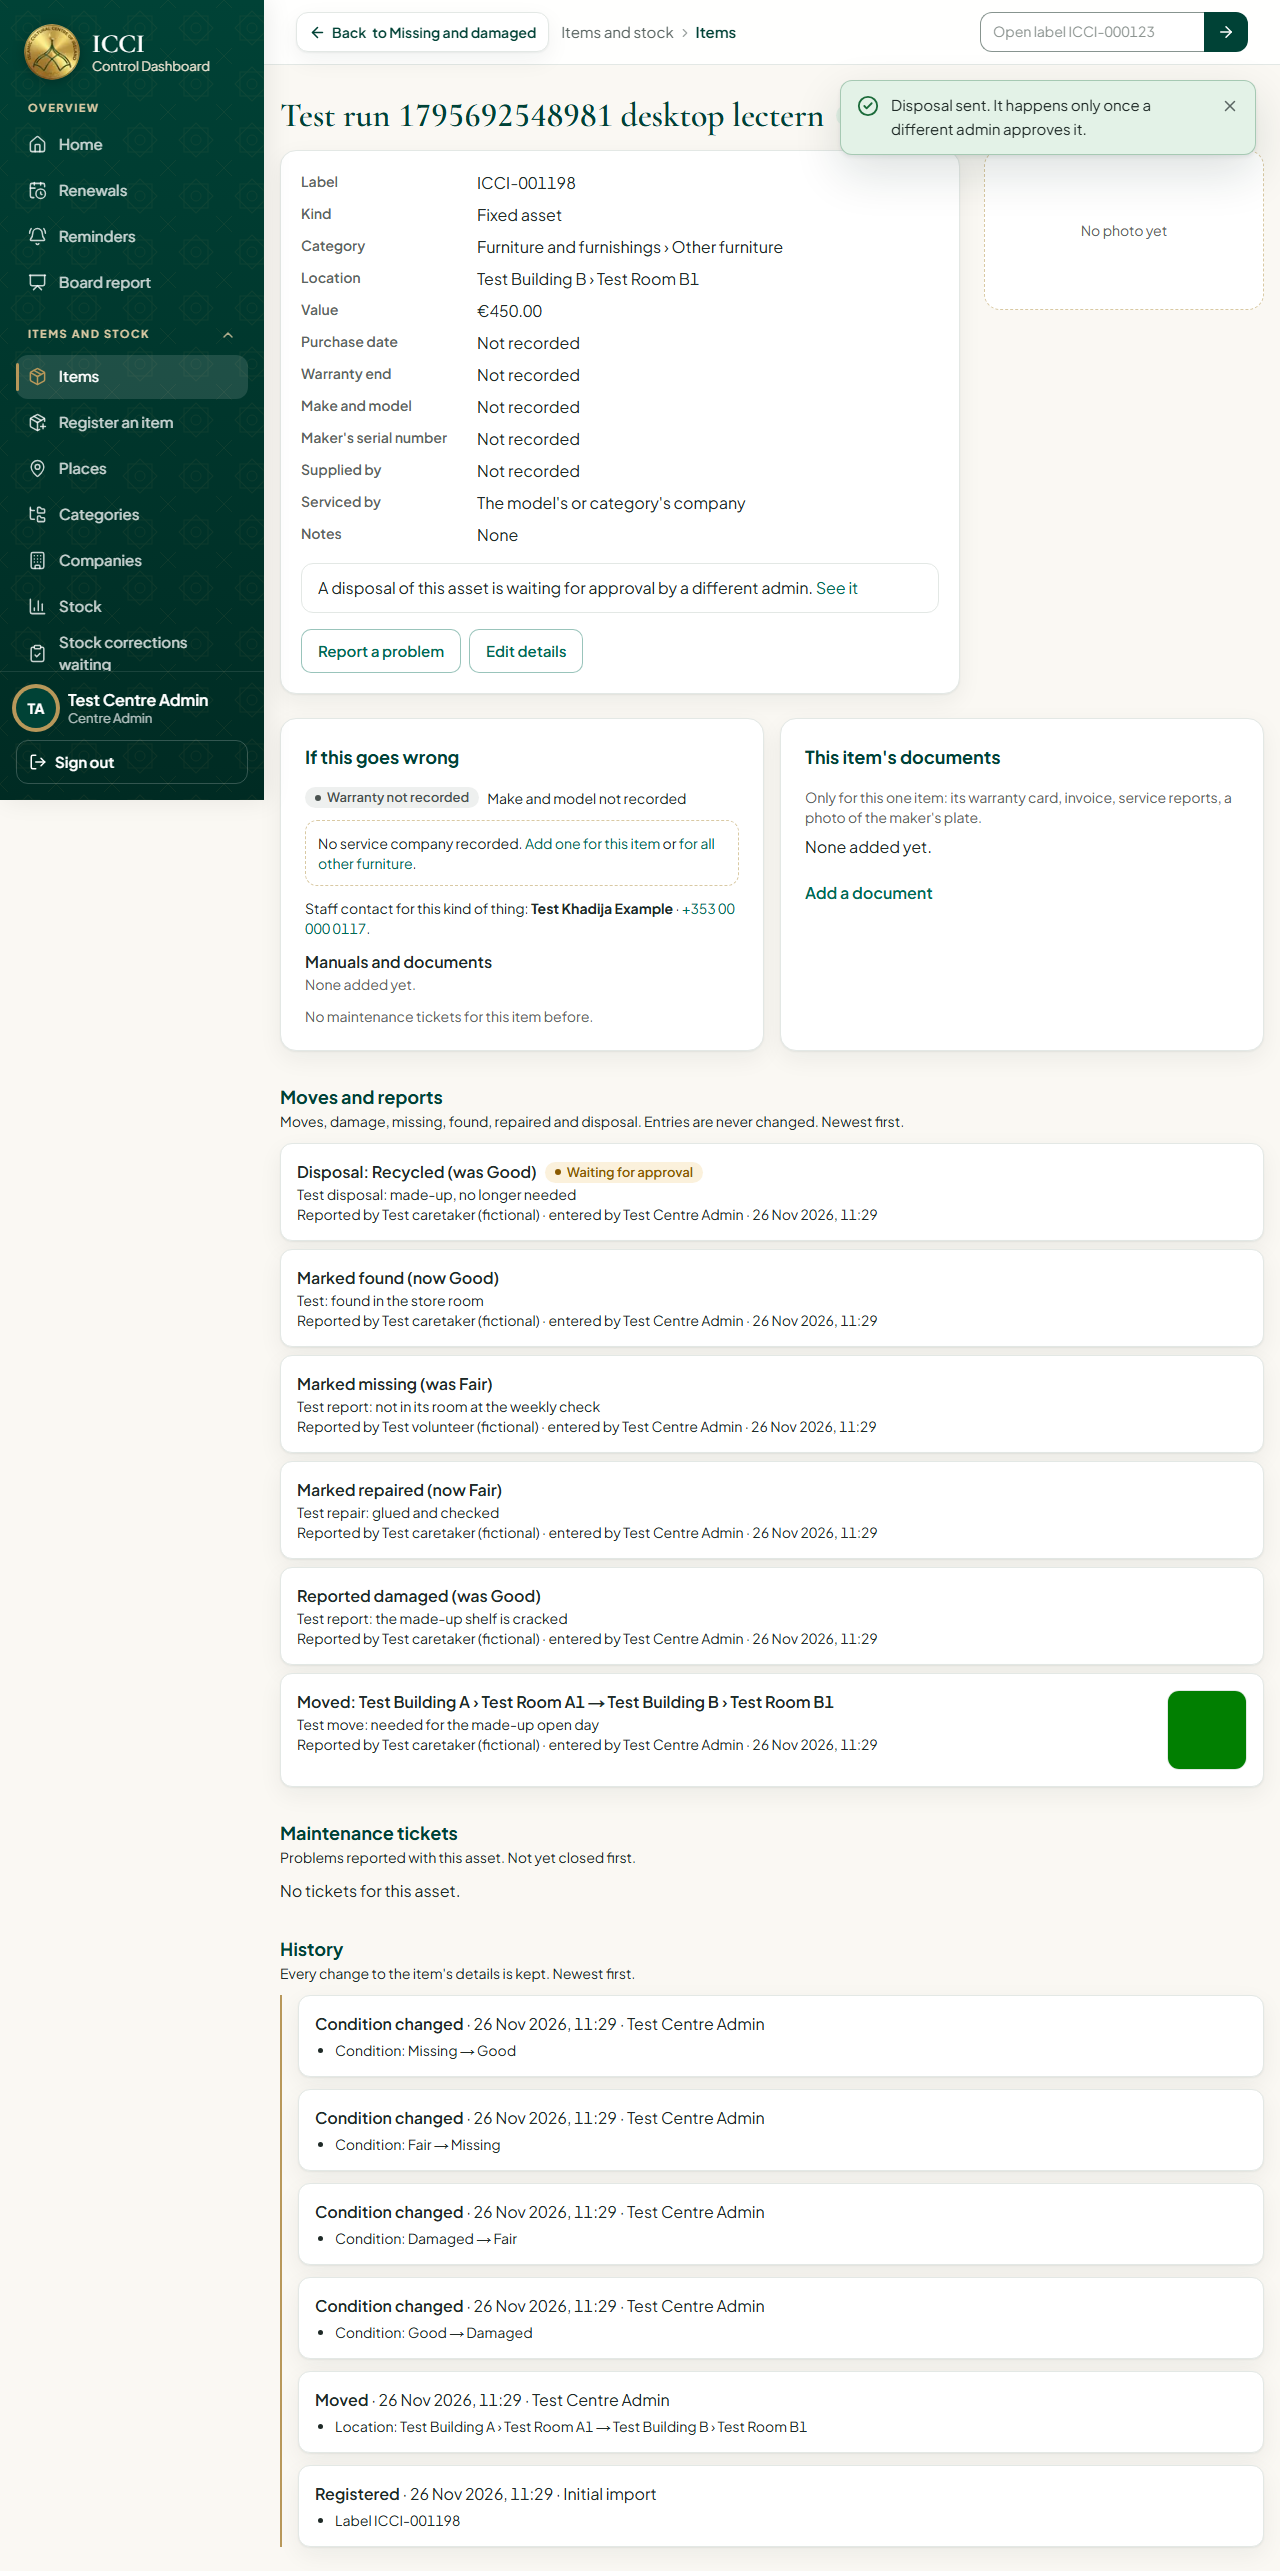 ICCI
Control Dashboard
OVERVIEW
Home
Renewals
Reminders
Board report
ITEMS AND STOCK
Items
Register an item
Places
Categories
Companies
Stock
Stock corrections
waiting
TA
Test Centre Admin
Centre Admin
Sign out
Back to Missing and damaged
Items and stock › Items
Open label ICCI-000123
Disposal sent. It happens only once a
different admin approves it.
Test run 1795692548981 desktop lectern
Label ICCI-001198
Kind Fixed asset
Category Furniture and furnishings › Other furniture
Location Test Building B › Test Room B1
Value €450.00
Purchase date Not recorded
Warranty end Not recorded
Make and model Not recorded
Maker's serial number Not recorded
Supplied by Not recorded
Serviced by The model's or category's company
Notes None
A disposal of this asset is waiting for approval by a different admin. See it
Report a problem
Edit details
No photo yet
If this goes wrong
Warranty not recorded Make and model not recorded
No service company recorded. Add one for this item or for all
other furniture.
Staff contact for this kind of thing: Test Khadija Example · +353 00
000 0117.
Manuals and documents
None added yet.
No maintenance tickets for this item before.
This item's documents
Only for this one item: its warranty card, invoice, service reports, a
photo of the maker's plate.
None added yet.
Add a document
Moves and reports
Moves, damage, missing, found, repaired and disposal. Entries are never changed. Newest first.
Disposal: Recycled (was Good) Waiting for approval
Test disposal: made-up, no longer needed
Reported by Test caretaker (fictional) · entered by Test Centre Admin · 26 Nov 2026, 11:29
Marked found (now Good)
Test: found in the store room
Reported by Test caretaker (fictional) · entered by Test Centre Admin · 26 Nov 2026, 11:29
Marked missing (was Fair)
Test report: not in its room at the weekly check
Reported by Test volunteer (fictional) · entered by Test Centre Admin · 26 Nov 2026, 11:29
Marked repaired (now Fair)
Test repair: glued and checked
Reported by Test caretaker (fictional) · entered by Test Centre Admin · 26 Nov 2026, 11:29
Reported damaged (was Good)
Test report: the made-up shelf is cracked
Reported by Test caretaker (fictional) · entered by Test Centre Admin · 26 Nov 2026, 11:29
Moved: Test Building A › Test Room A1 → Test Building B › Test Room B1
Test move: needed for the made-up open day
Reported by Test caretaker (fictional) · entered by Test Centre Admin · 26 Nov 2026, 11:29
Maintenance tickets
Problems reported with this asset. Not yet closed first.
No tickets for this asset.
History
Every change to the item's details is kept. Newest first.
Condition changed · 26 Nov 2026, 11:29 · Test Centre Admin
• Condition: Missing → Good
Condition changed · 26 Nov 2026, 11:29 · Test Centre Admin
• Condition: Fair → Missing
Condition changed · 26 Nov 2026, 11:29 · Test Centre Admin
• Condition: Damaged → Fair
Condition changed · 26 Nov 2026, 11:29 · Test Centre Admin
• Condition: Good → Damaged
Moved · 26 Nov 2026, 11:29 · Test Centre Admin
• Location: Test Building A › Test Room A1 → Test Building B › Test Room B1
Registered · 26 Nov 2026, 11:29 · Initial import
• Label ICCI-001198